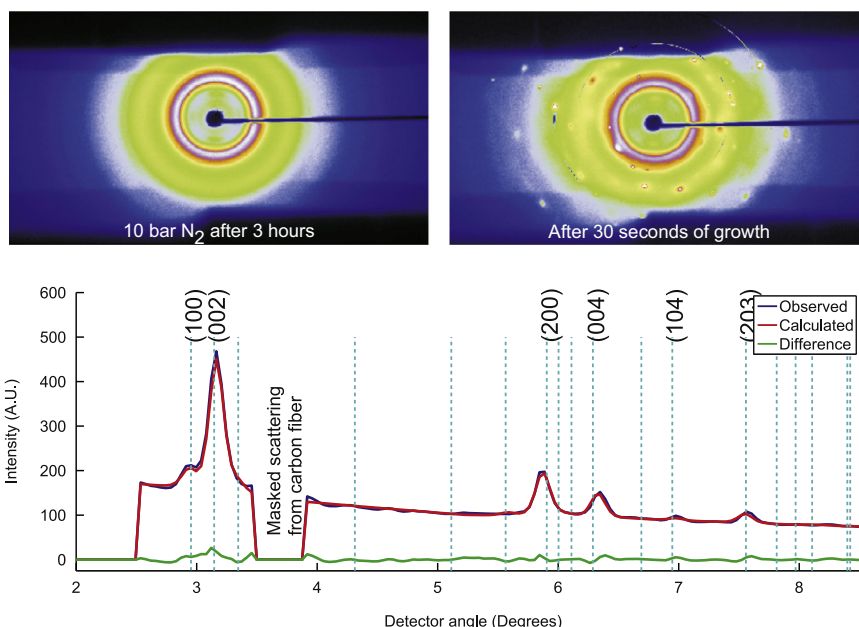 10 bar N2 after 3 hours
After 30 seconds of growth
600
500
400
300
200
100
0
Intensity (A.U.)
(100)
(002)
(200)
(004)
(104)
(203)
Observed
Calculated
Difference
Masked scattering
from carbon fiber
2
3
4
5
6
7
8
Detector angle (Degrees)